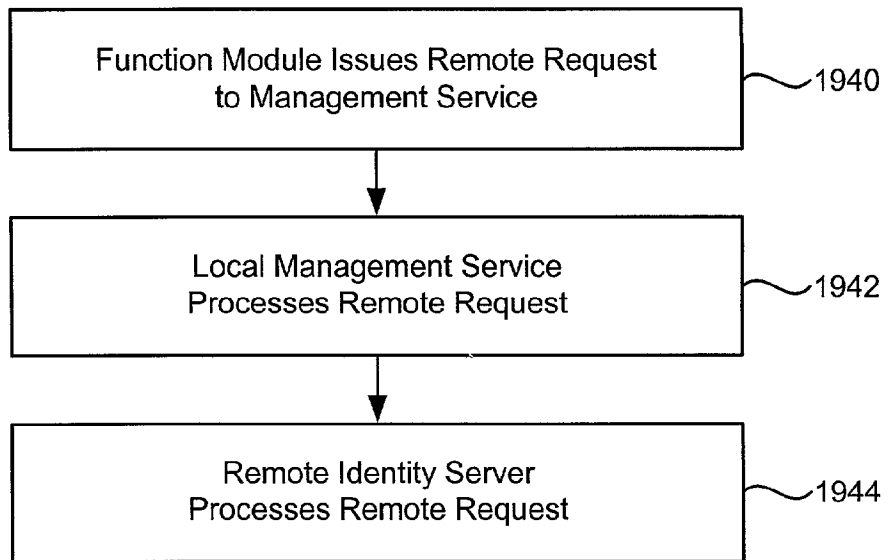 Function Module Issues Remote Request
to Management Service
1940
Local Management Service
Processes Remote Request
1942
Remote Identity Server
Processes Remote Request
1944